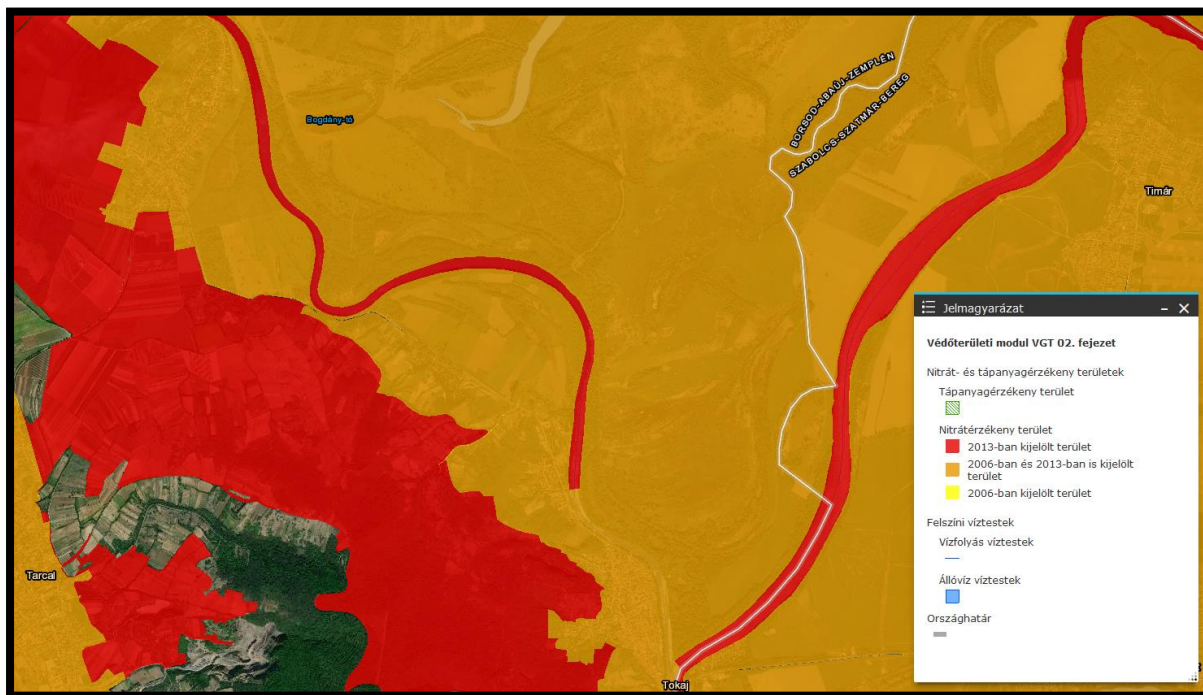 BORSOD-ABAÚJ-ZEMPLÉN
SZABOLCS-SZATMÁR-BEREG
Bogdány-tó
Timár
Tarcal
Tokaj
Jelmagyarázat
Védőterületi modul VGT 02. fejezet
Nitrát- és tápanyagérzékeny területek
Tápanyagérzékeny terület
Nitrátérzékeny terület
2013-ban kijelölt terület
2006-ban és 2013-ban is kijelölt
terület
2006-ban kijelölt terület
Felszíni víztestek
Vízfolyás víztestek
Állóvíz víztestek
Országhatár